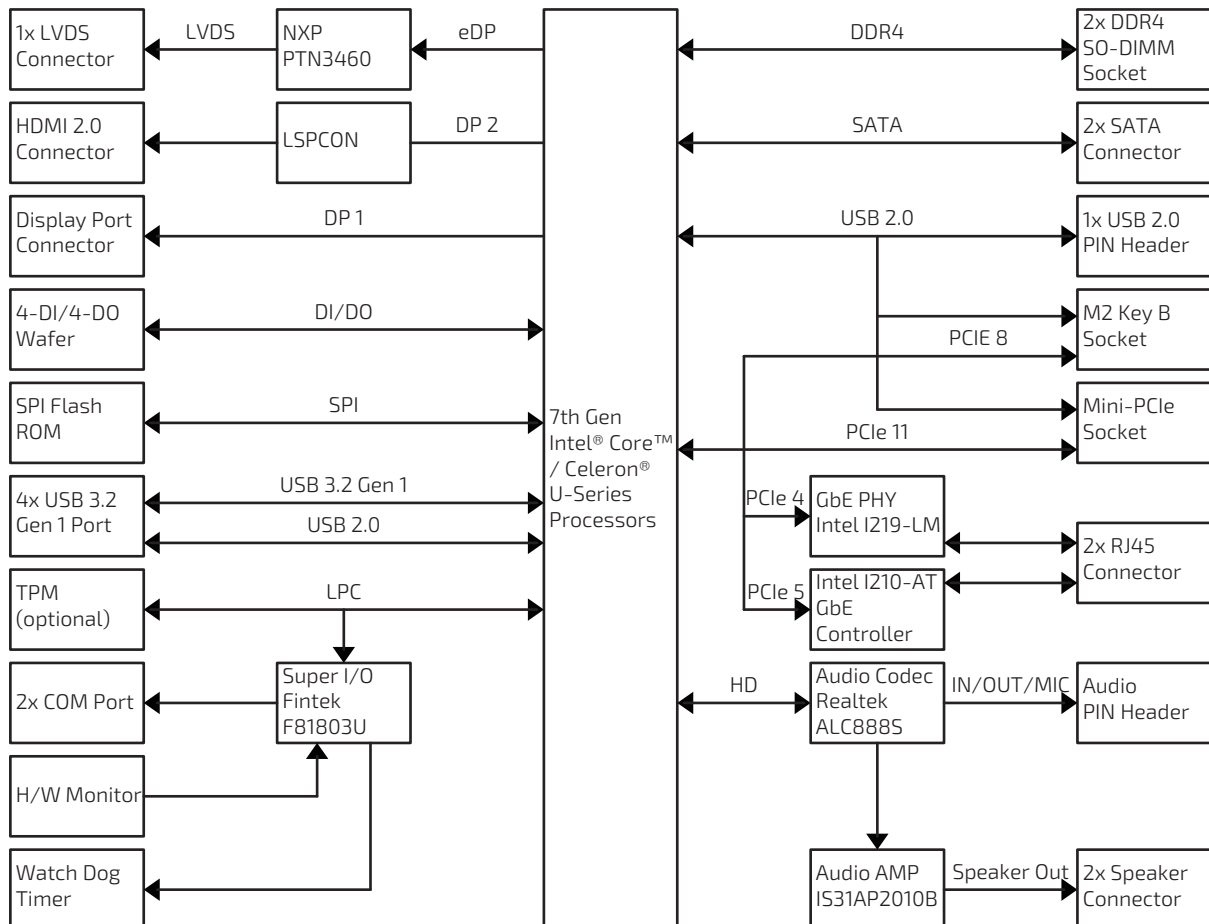 1x LVDS
Connector
LVDS
NXP
PTN3460
eDP
HDMI 2.0
Connector
LSPCON
DP 2
Display Port
Connector
DP 1
4-DI/4-DO
Wafer
DI/DO
SPI Flash
ROM
SPI
4x USB 3.2
Gen 1 Port
USB 3.2 Gen 1
USB 2.0
TPM
(optional)
LPC
2x COM Port
Super I/O
Fintek
F81803U
H/W Monitor
Watch Dog
Timer
7th Gen
Intel® Core™
/ Celeron®
U-Series
Processors
DDR4
2x DDR4
SO-DIMM
Socket
SATA
2x SATA
Connector
USB 2.0
1x USB 2.0
PIN Header
M2 Key B
Socket
PCIE 8
Mini-PCIe
Socket
PCIe 11
PCIe 4
GbE PHY
Intel I219-LM
2x RJ45
Connector
PCIe 5
Intel I210-AT
GbE
Controller
HD
Audio Codec
Realtek
ALC888S
IN/OUT/MIC
Audio
PIN Header
Audio AMP
IS31AP2010B
Speaker Out
2x Speaker
Connector